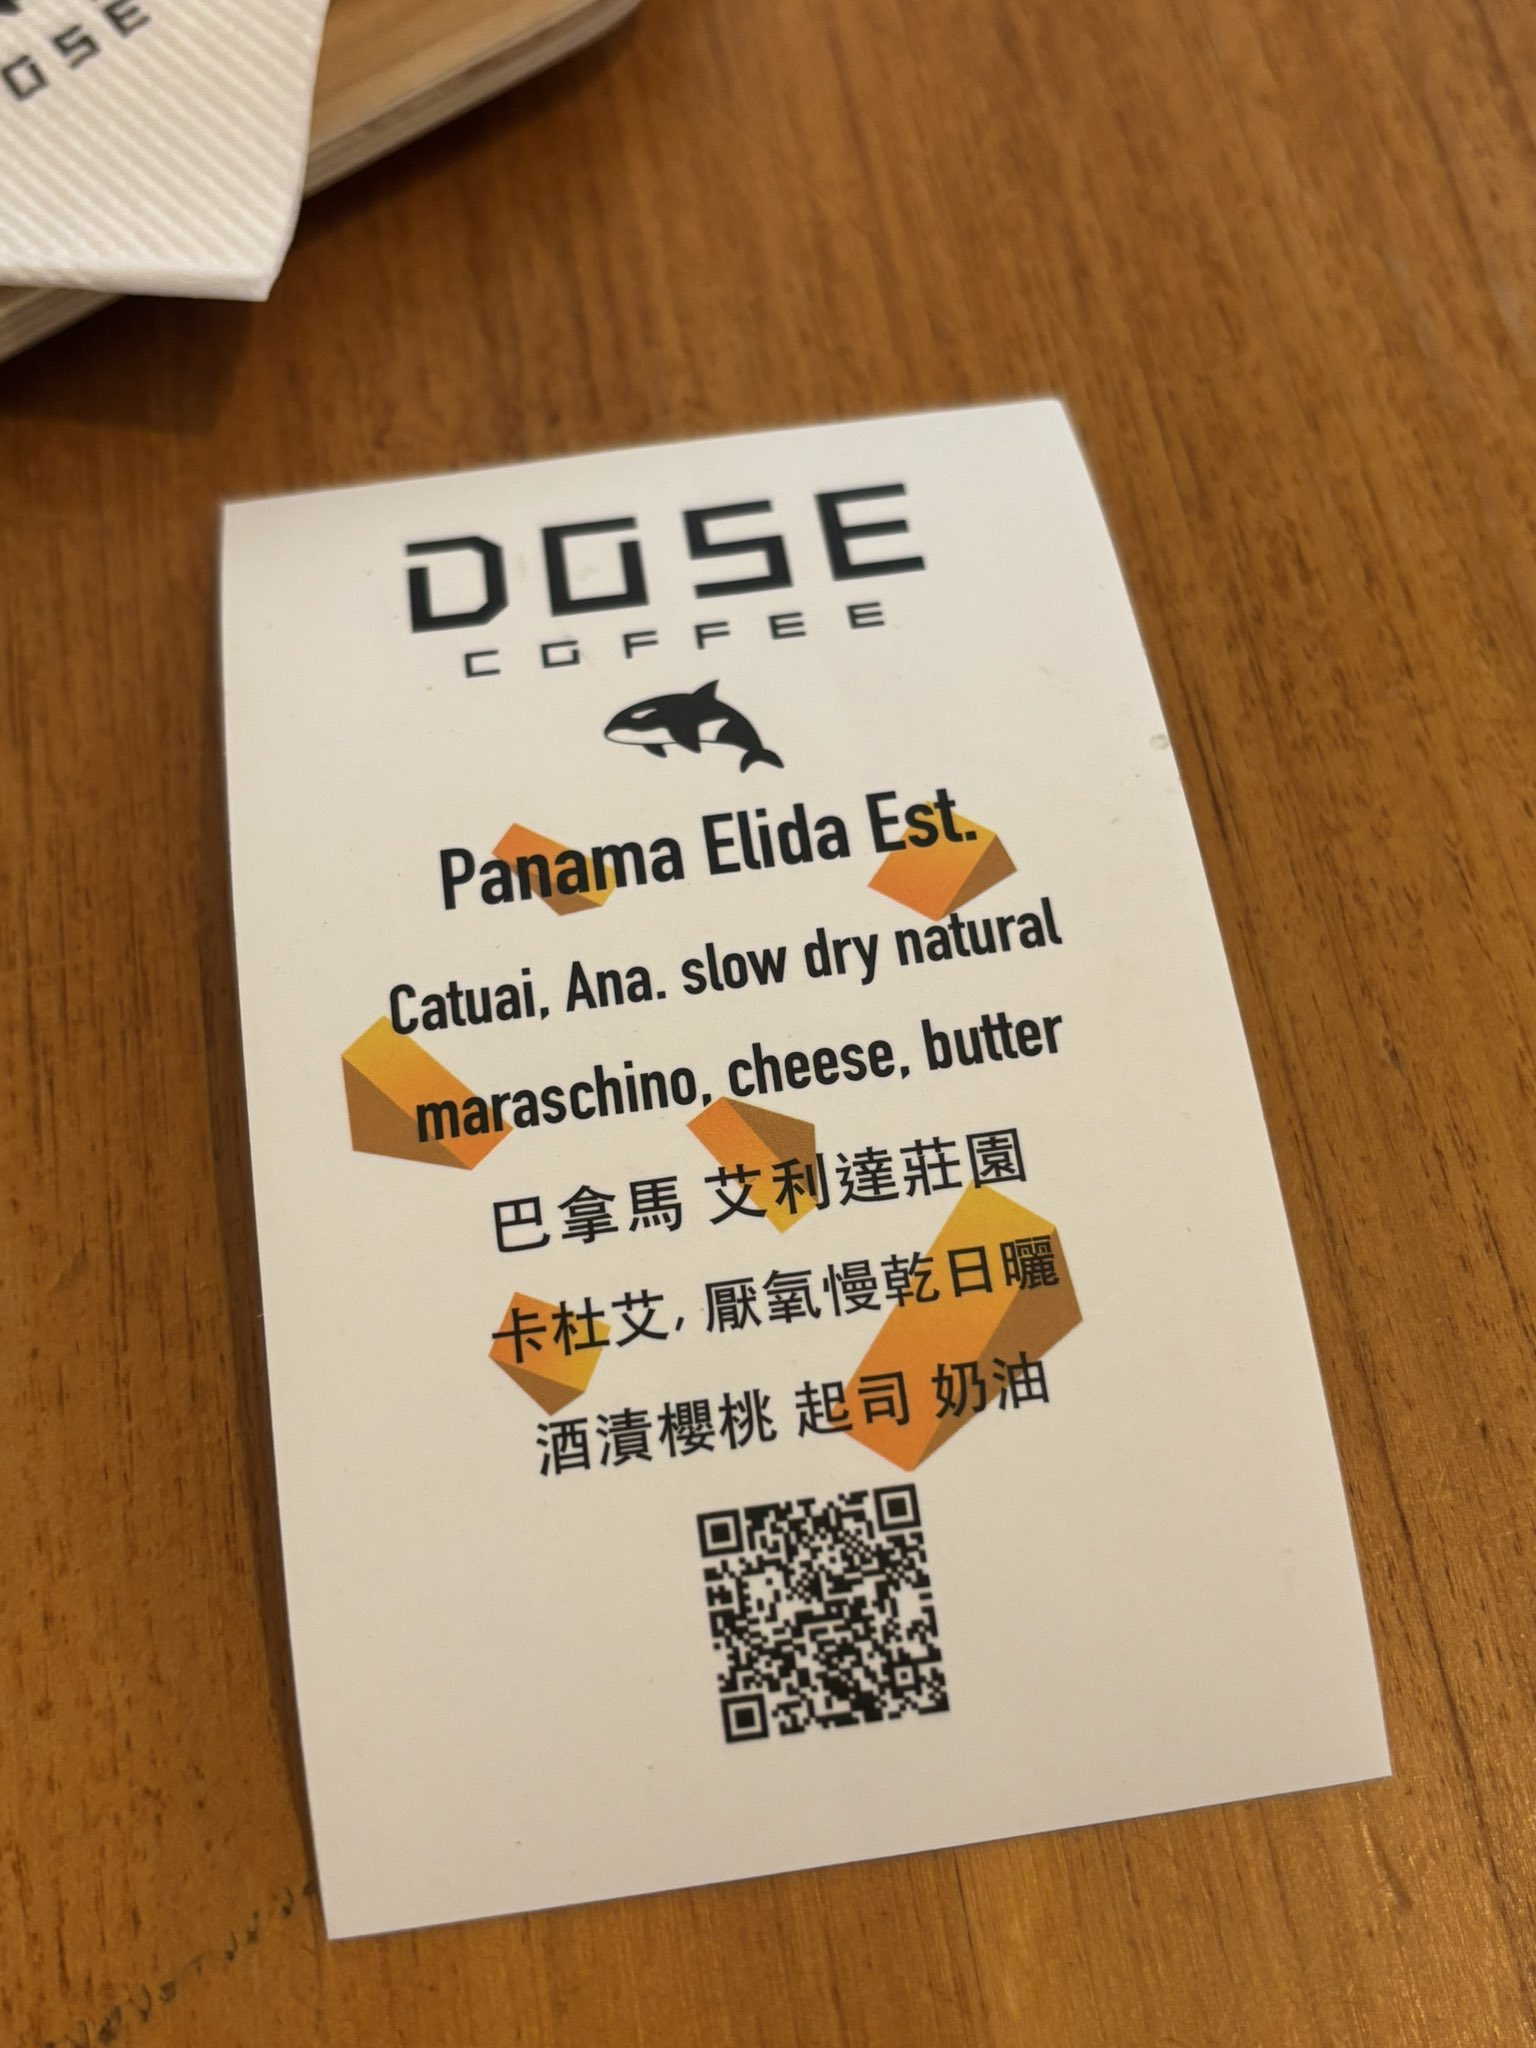 DOSE
DOSE
COFFEE
Panama Elida Est.
Catuai, Ana. slow dry natural
maraschino, cheese, butter
巴拿馬 艾利達莊園
卡杜艾, 厭氧慢乾日曬
酒漬櫻桃 起司 奶油